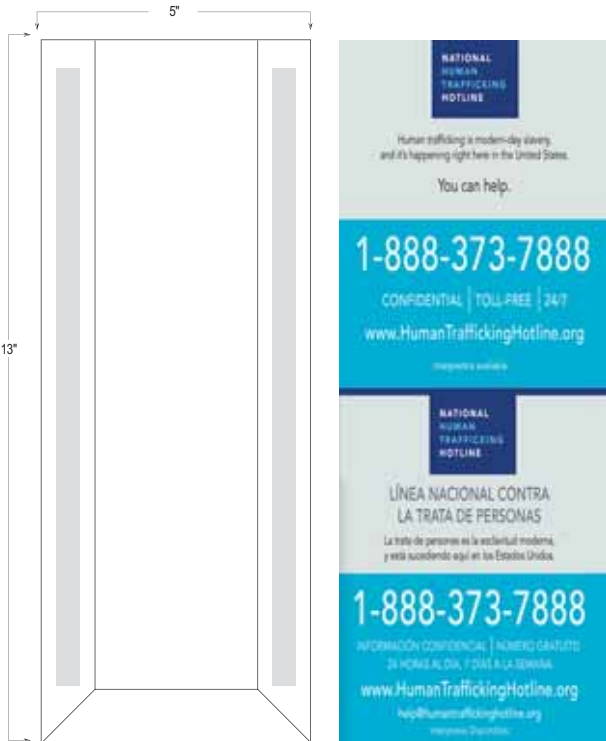 5"
13"
NATIONAL
HUMAN
TRAFFICKING
HOTLINE
Human trafficking is modern-day slavery,
and it's happening right here in the United States.
You can help.
1-888-373-7888
CONFIDENTIAL | TOLL-FREE | 24/7
www.HumanTraffickingHotline.org
Interpreters available
NATIONAL
HUMAN
TRAFFICKING
HOTLINE
LÍNEA NACIONAL CONTRA
LA TRATA DE PERSONAS
La trata de personas es la esclavitud moderna,
y está sucediendo aquí en los Estados Unidos.
1-888-373-7888
INFORMACIÓN CONFIDENCIAL | NÚMERO GRATUITO
24 HORAS AL DÍA, 7 DÍAS A LA SEMANA
www.HumanTraffickingHotline.org
help@humantraffickinghotline.org
Intérpretes Disponibles